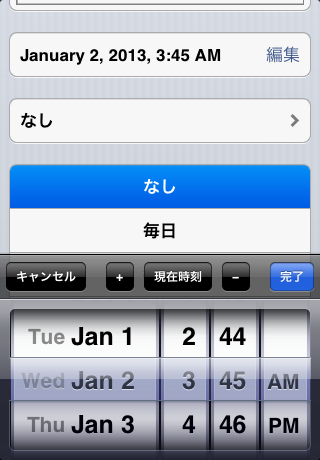 January 2, 2013, 3:45 AM 編集
なし
なし
毎日
キャンセル + 現在時刻 − 完了
Tue Jan 1 2 44
Wed Jan 2 3 45 AM
Thu Jan 3 4 46 PM